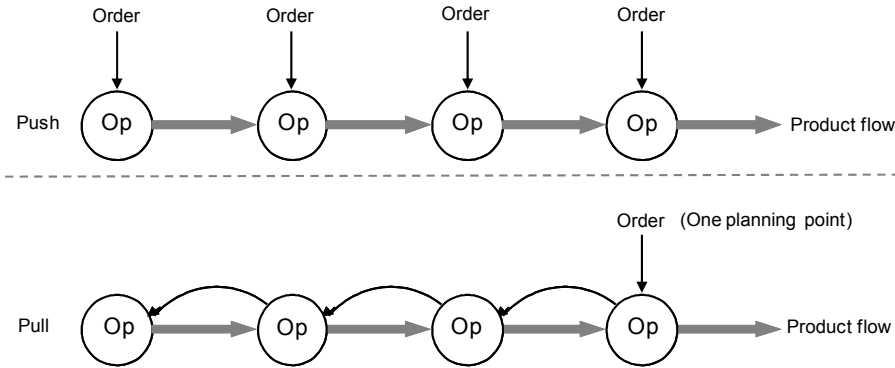 Order Order Order Order
Push Op Op Op Op Product flow
Order (One planning point)
Pull Op Op Op Op Product flow